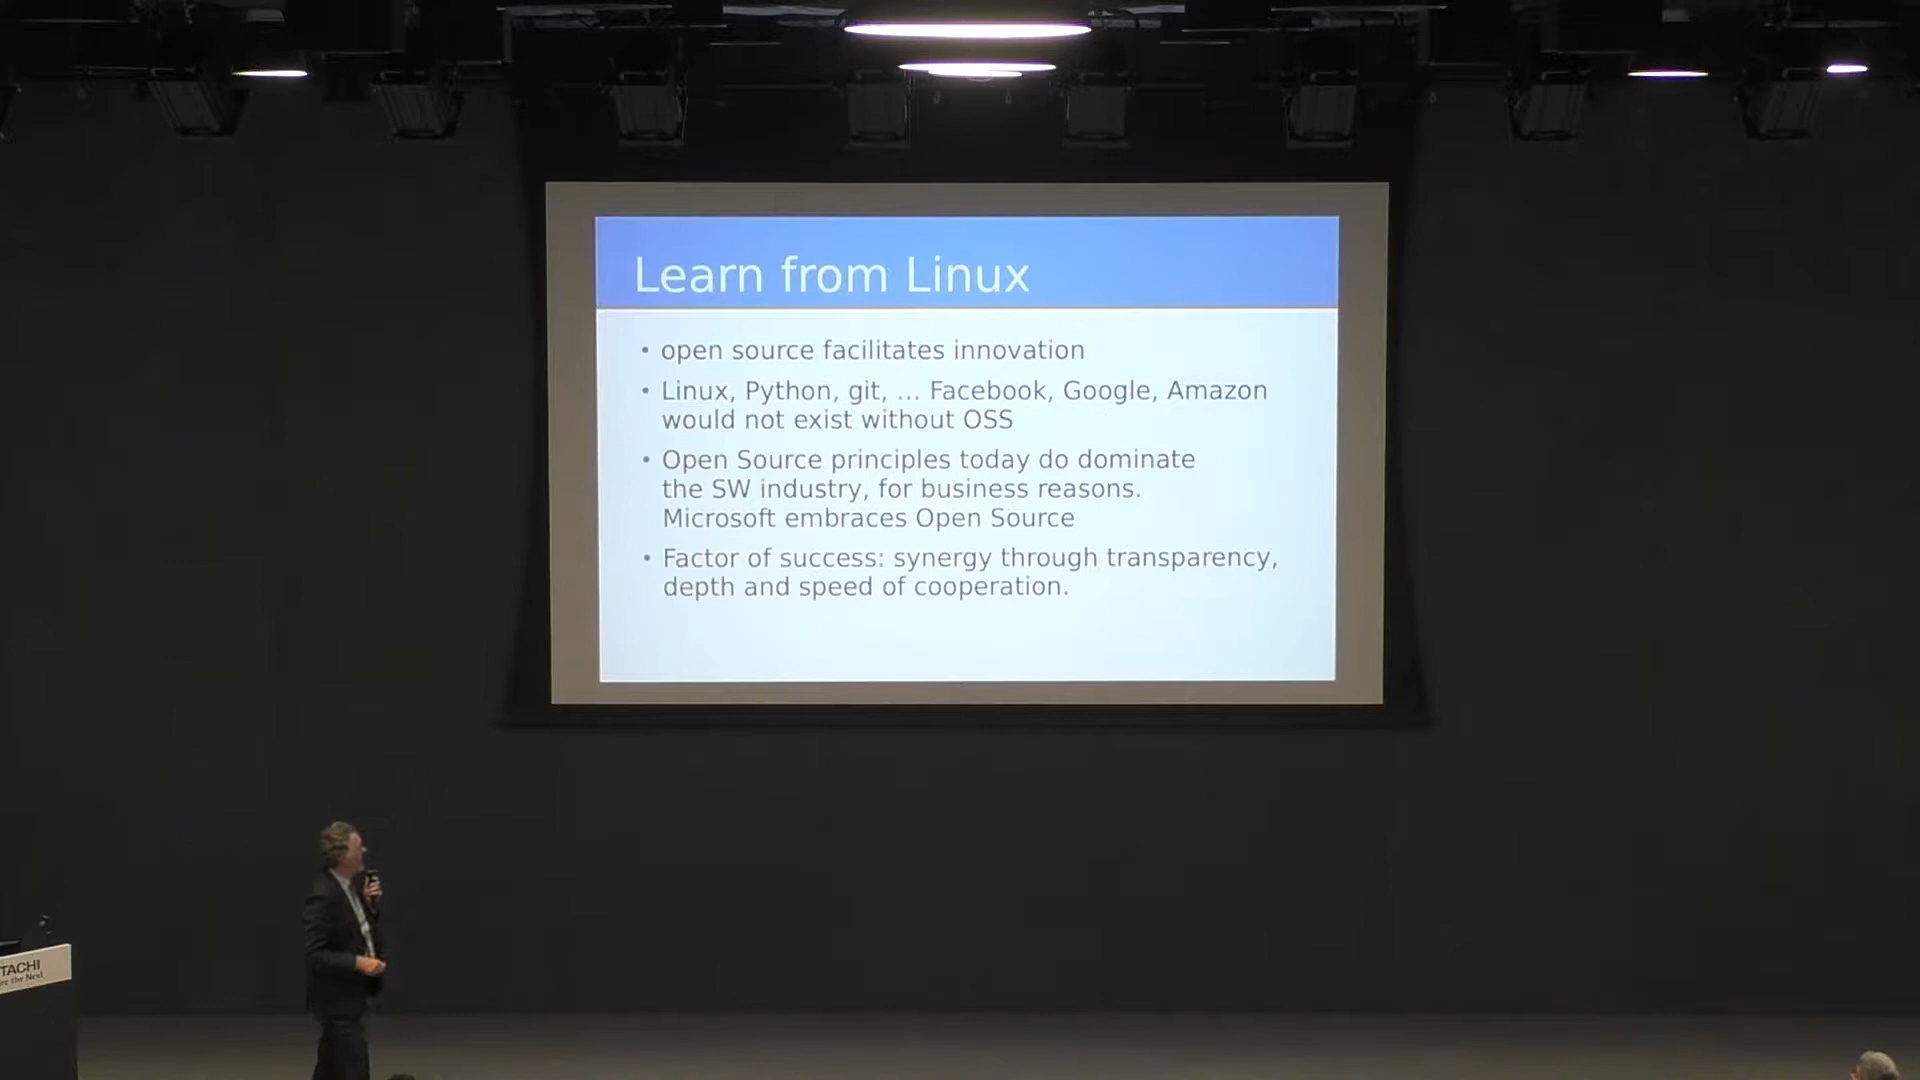 Learn from Linux
• open source facilitates innovation
• Linux, Python, git, ... Facebook, Google, Amazon
would not exist without OSS
• Open Source principles today do dominate
the SW industry, for business reasons.
Microsoft embraces Open Source
• Factor of success: synergy through transparency,
depth and speed of cooperation.
TACHI
the Next